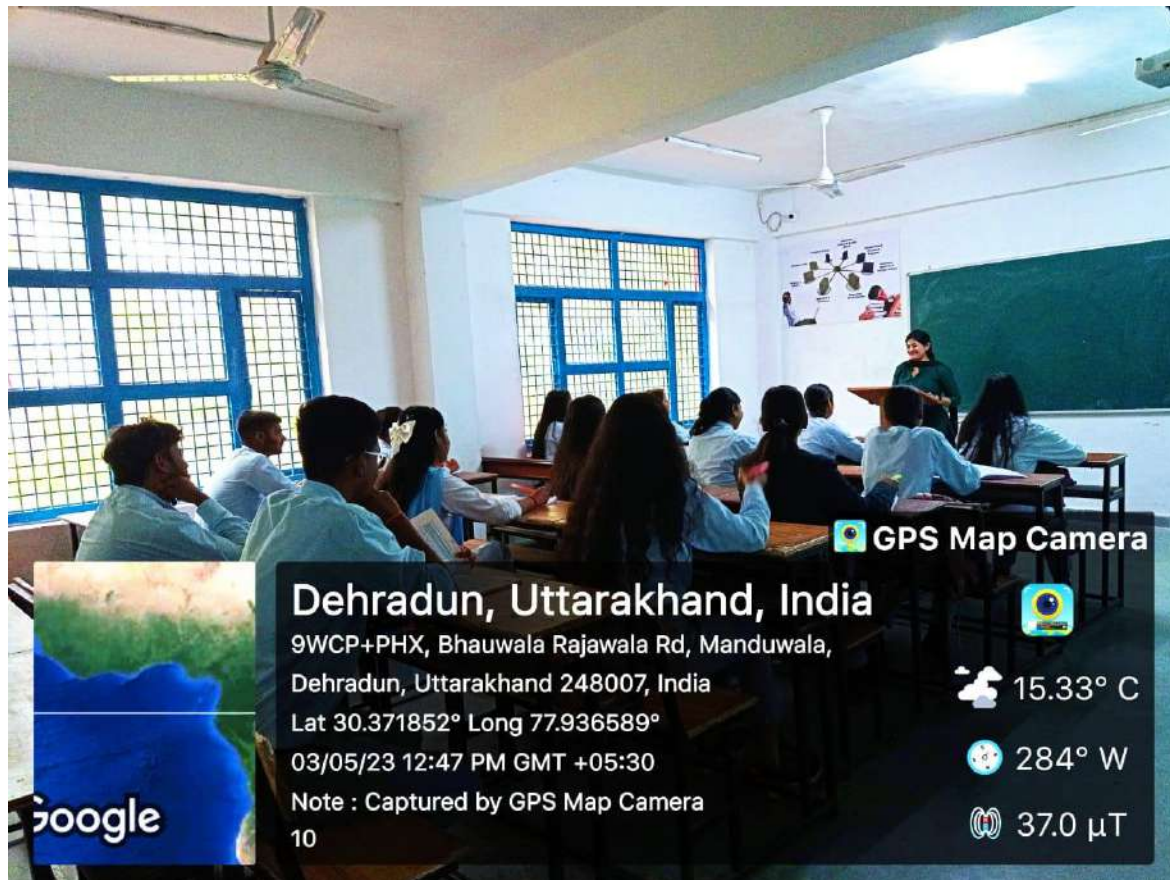 GPS Map Camera
Dehradun, Uttarakhand, India
9WCP+PHX, Bhauwala Rajawala Rd, Manduwala,
Dehradun, Uttarakhand 248007, India
Lat 30.371852° Long 77.936589°
03/05/23 12:47 PM GMT +05:30
Note : Captured by GPS Map Camera
10
15.33° C
284° W
37.0 µT
Google